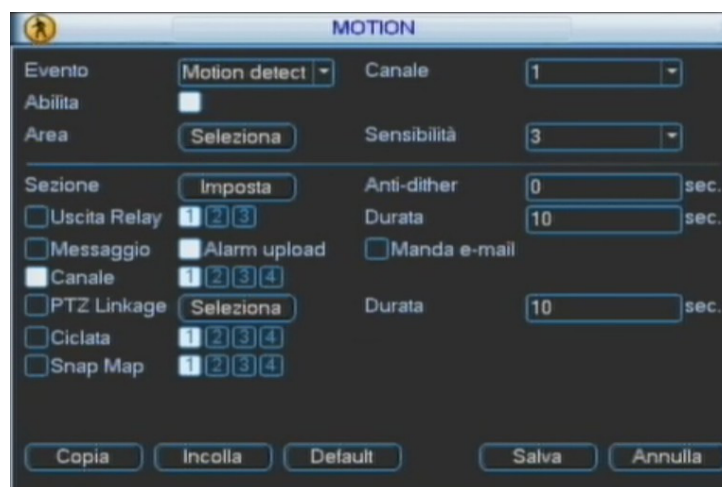 MOTION
Evento Motion detect Canale 1
Abilita
Area Seleziona Sensibilità 3
Sezione Imposta Anti-dither 0 sec.
Uscita Relay 1 2 3 Durata 10 sec.
Messaggio Alarm upload Manda e-mail
Canale 1 2 3 4
PTZ Linkage Seleziona Durata 10 sec.
Ciclata 1 2 3 4
Snap Map 1 2 3 4
Copia Incolla Default Salva Annulla